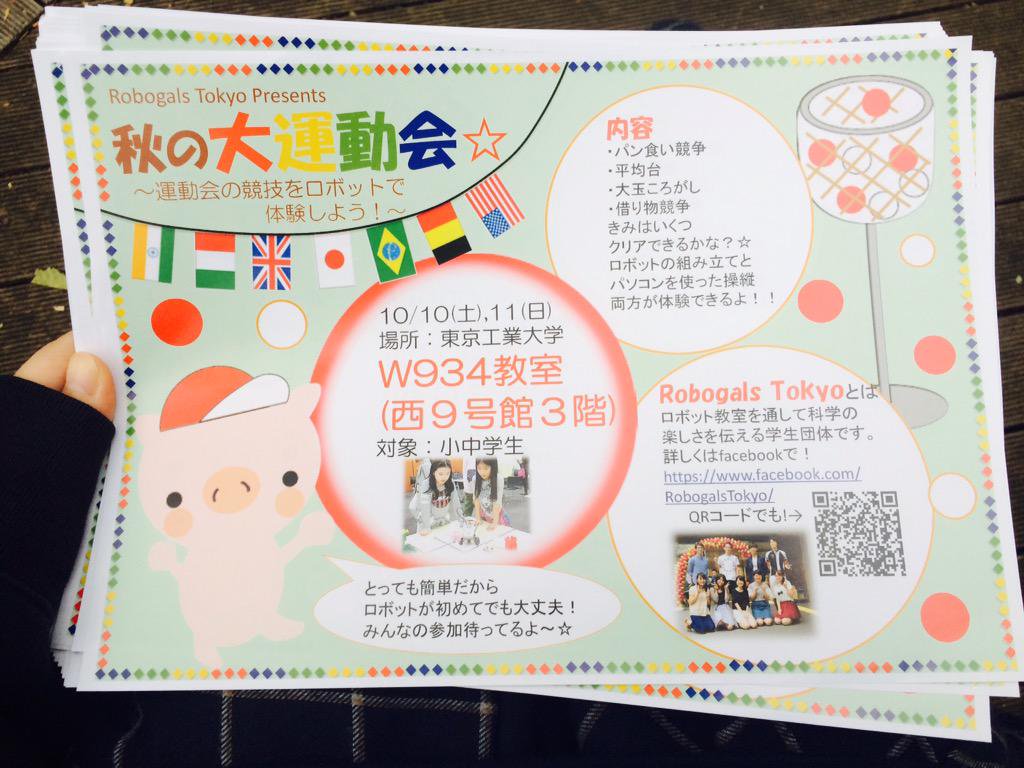 Robogals Tokyo Presents
秋の大運動会☆
～運動会の競技をロボットで
体験しよう！～
内容
・パン食い競争
・平均台
・大玉ころがし
・借り物競争
きみはいくつ
クリアできるかな？☆
ロボットの組み立てと
パソコンを使った操縦
両方が体験できるよ！！
10/10(土),11(日)
場所：東京工業大学
W934教室
(西９号館３階)
対象：小中学生
Robogals Tokyoとは
ロボット教室を通して科学の
楽しさを伝える学生団体です。
詳しくはfacebookで！
https://www.facebook.com/
RobogalsTokyo/
QRコードでも!→
とっても簡単だから
ロボットが初めてでも大丈夫！
みんなの参加待ってるよ～☆